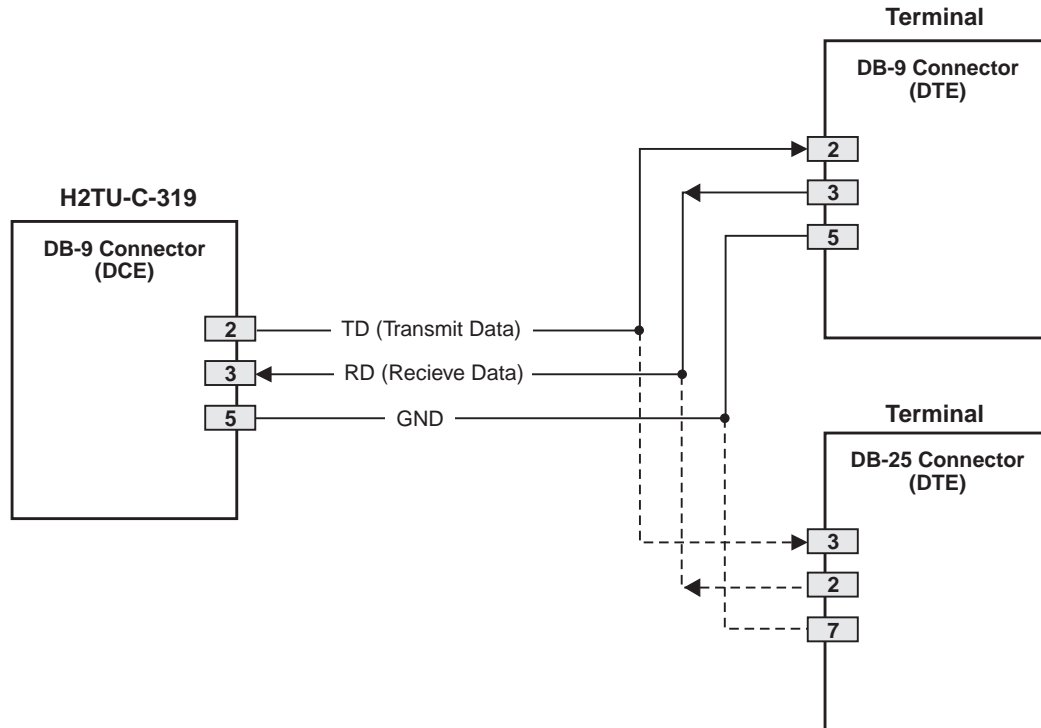 Terminal
DB-9 Connector
(DTE)
2
3
5
H2TU-C-319
DB-9 Connector
(DCE)
2
TD (Transmit Data)
3
RD (Recieve Data)
5
GND
Terminal
DB-25 Connector
(DTE)
3
2
7